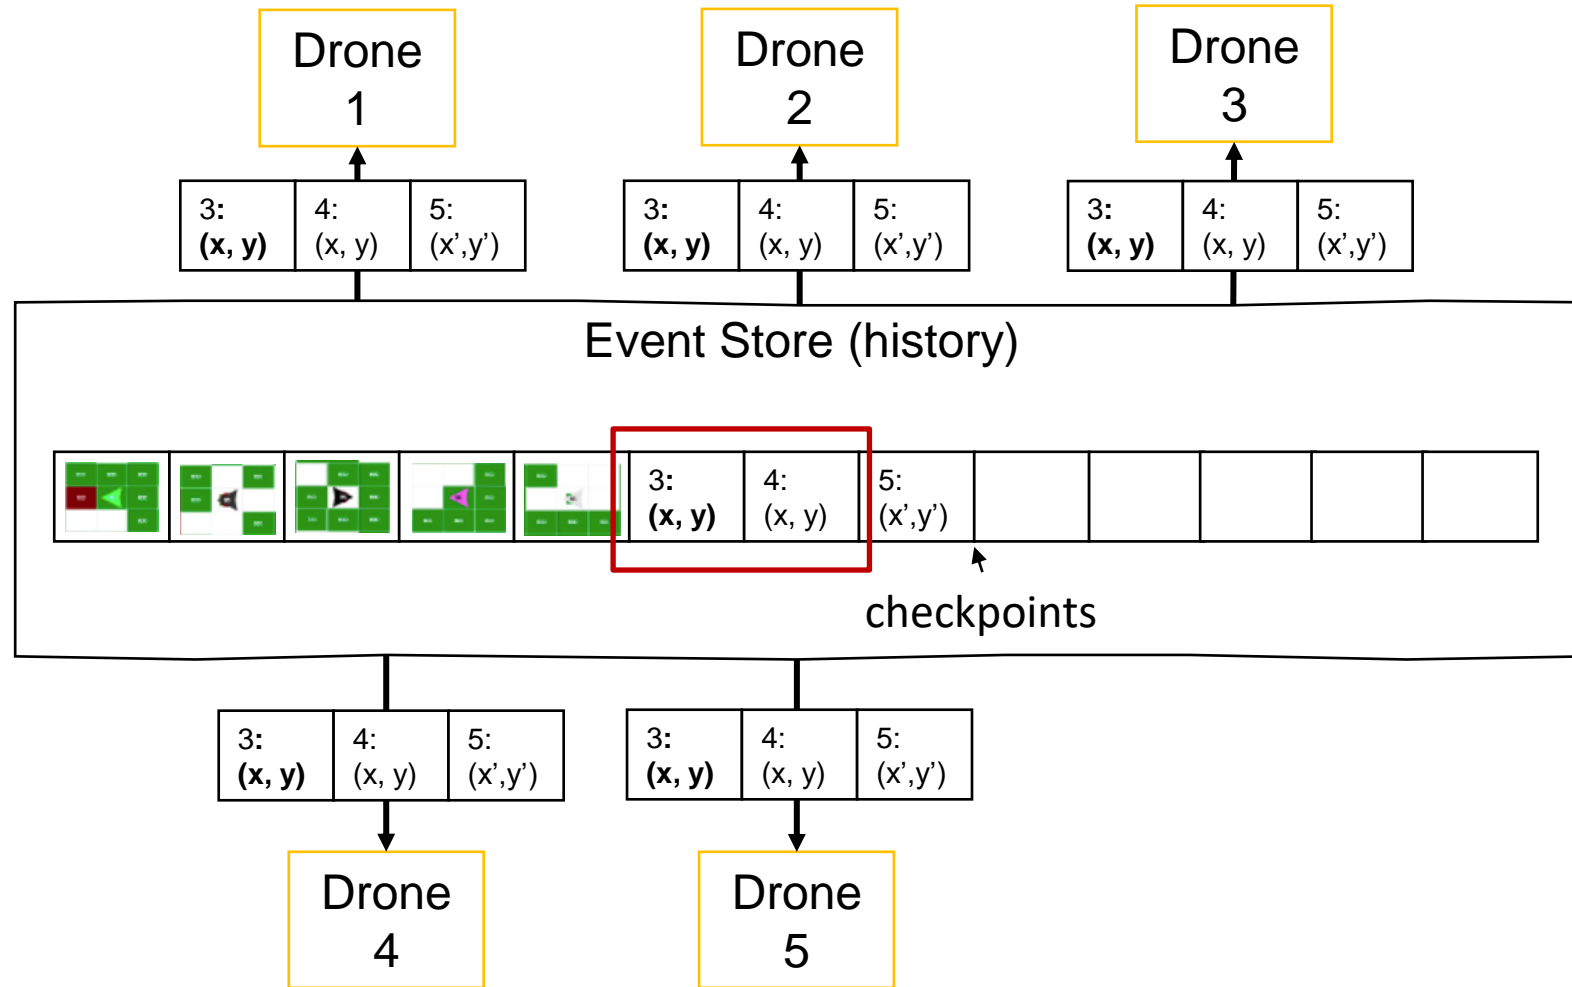 Drone
1
Drone
2
Drone
3
3:
(x, y)
4:
(x, y)
5:
(x’,y’)
3:
(x, y)
4:
(x, y)
5:
(x’,y’)
3:
(x, y)
4:
(x, y)
5:
(x’,y’)
Event Store (history)
3:
(x, y)
4:
(x, y)
5:
(x’,y’)
checkpoints
3:
(x, y)
4:
(x, y)
5:
(x’,y’)
3:
(x, y)
4:
(x, y)
5:
(x’,y’)
Drone
4
Drone
5